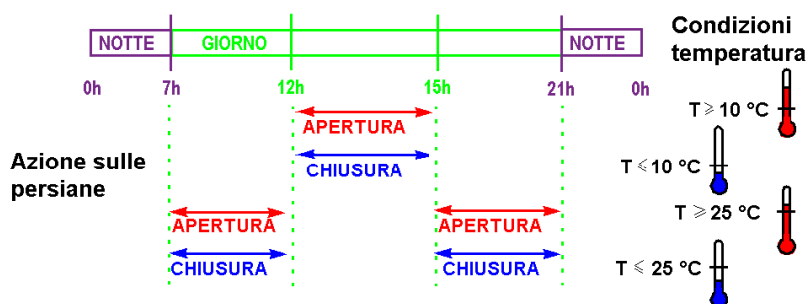 NOTTE GIORNO NOTTE
0h 7h 12h 15h 21h 0h
Condizioni
temperatura
Azione sulle
persiane
APERTURA
CHIUSURA
T ⩾ 10 °C
T ⩽ 10 °C
APERTURA APERTURA
CHIUSURA CHIUSURA
T ⩾ 25 °C
T ⩽ 25 °C